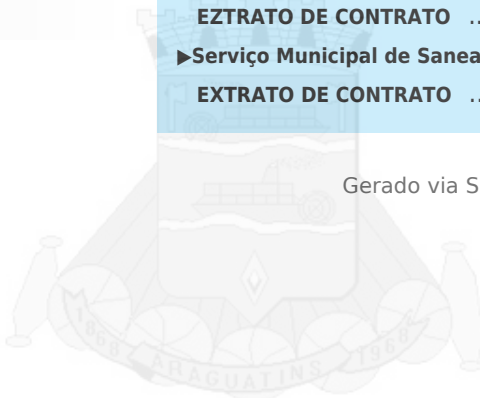 EZTRATO DE CONTRATO ..
▶Serviço Municipal de Sanea
EXTRATO DE CONTRATO ..
Gerado via S
1868 ARAGUATINS 1968